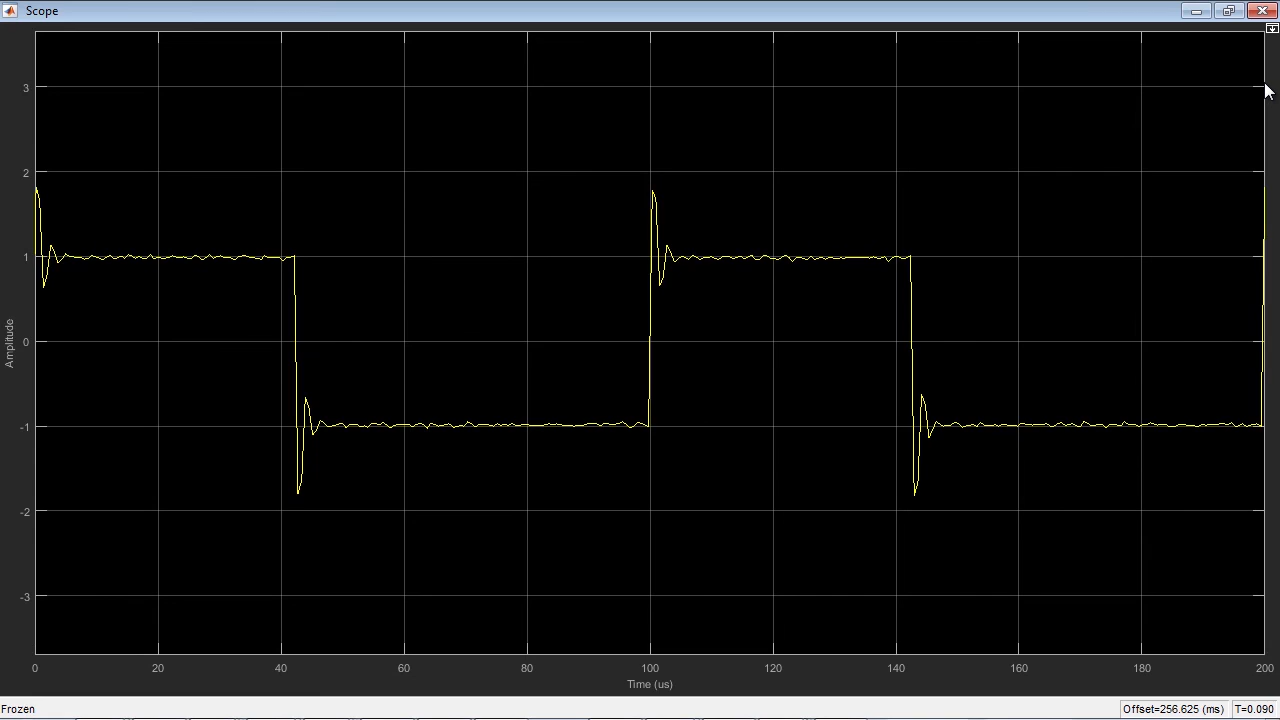 Scope
3
2
1
0
-1
-2
-3
Amplitude
0 20 40 60 80 100 120 140 160 180 200
Time (us)
Frozen Offset=256.625 (ms) T=0.090